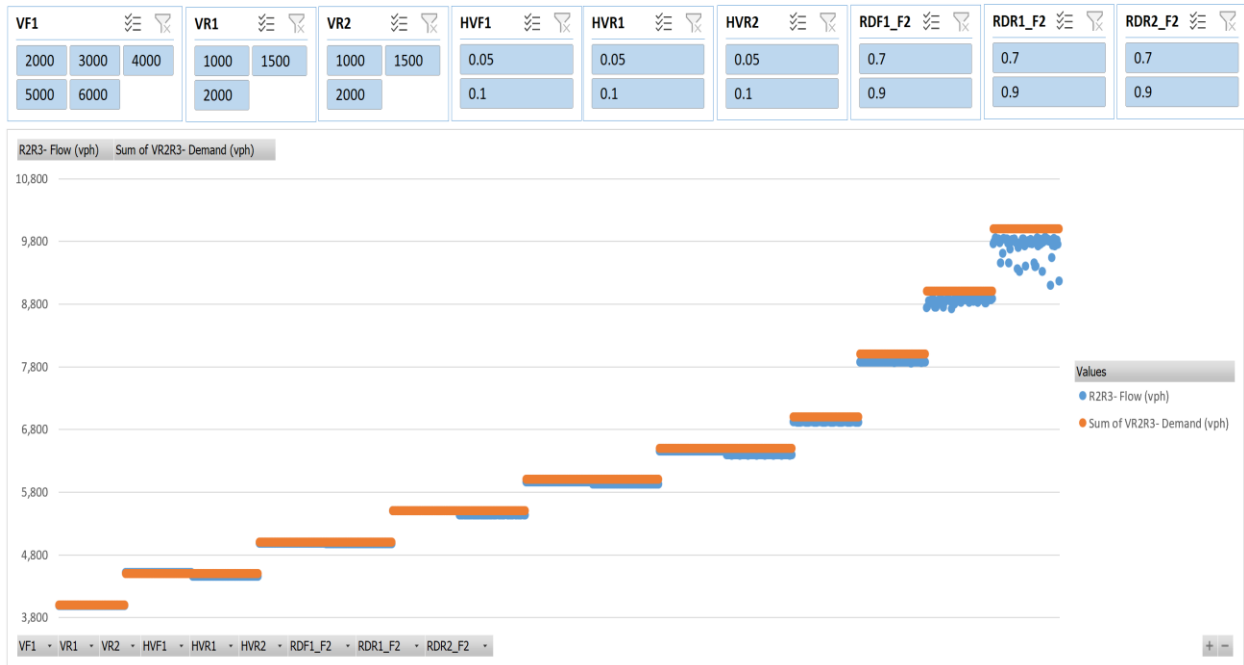 VF1 VR1 VR2 HVF1 HVR1 HVR2 RDF1_F2 RDR1_F2 RDR2_F2
2000 3000 4000 1000 1500 1000 1500 0.05 0.05 0.05 0.7 0.7 0.7
5000 6000 2000 2000 0.1 0.1 0.1 0.9 0.9 0.9
R2R3- Flow (vph) Sum of VR2R3- Demand (vph)
10,800
9,800
8,800
7,800
6,800
5,800
4,800
3,800
Values
R2R3- Flow (vph)
Sum of VR2R3- Demand (vph)
VF1 VR1 VR2 HVF1 HVR1 HVR2 RDF1_F2 RDR1_F2 RDR2_F2
+ -